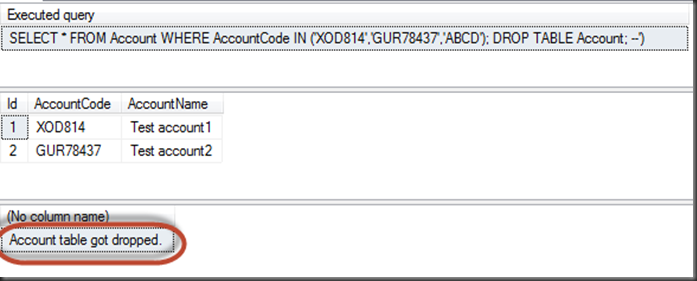 Executed query
SELECT * FROM Account WHERE AccountCode IN ('XOD814','GUR78437','ABCD'); DROP TABLE Account; --')
Id AccountCode AccountName
1 XOD814 Test account1
2 GUR78437 Test account2
(No column name)
Account table got dropped.